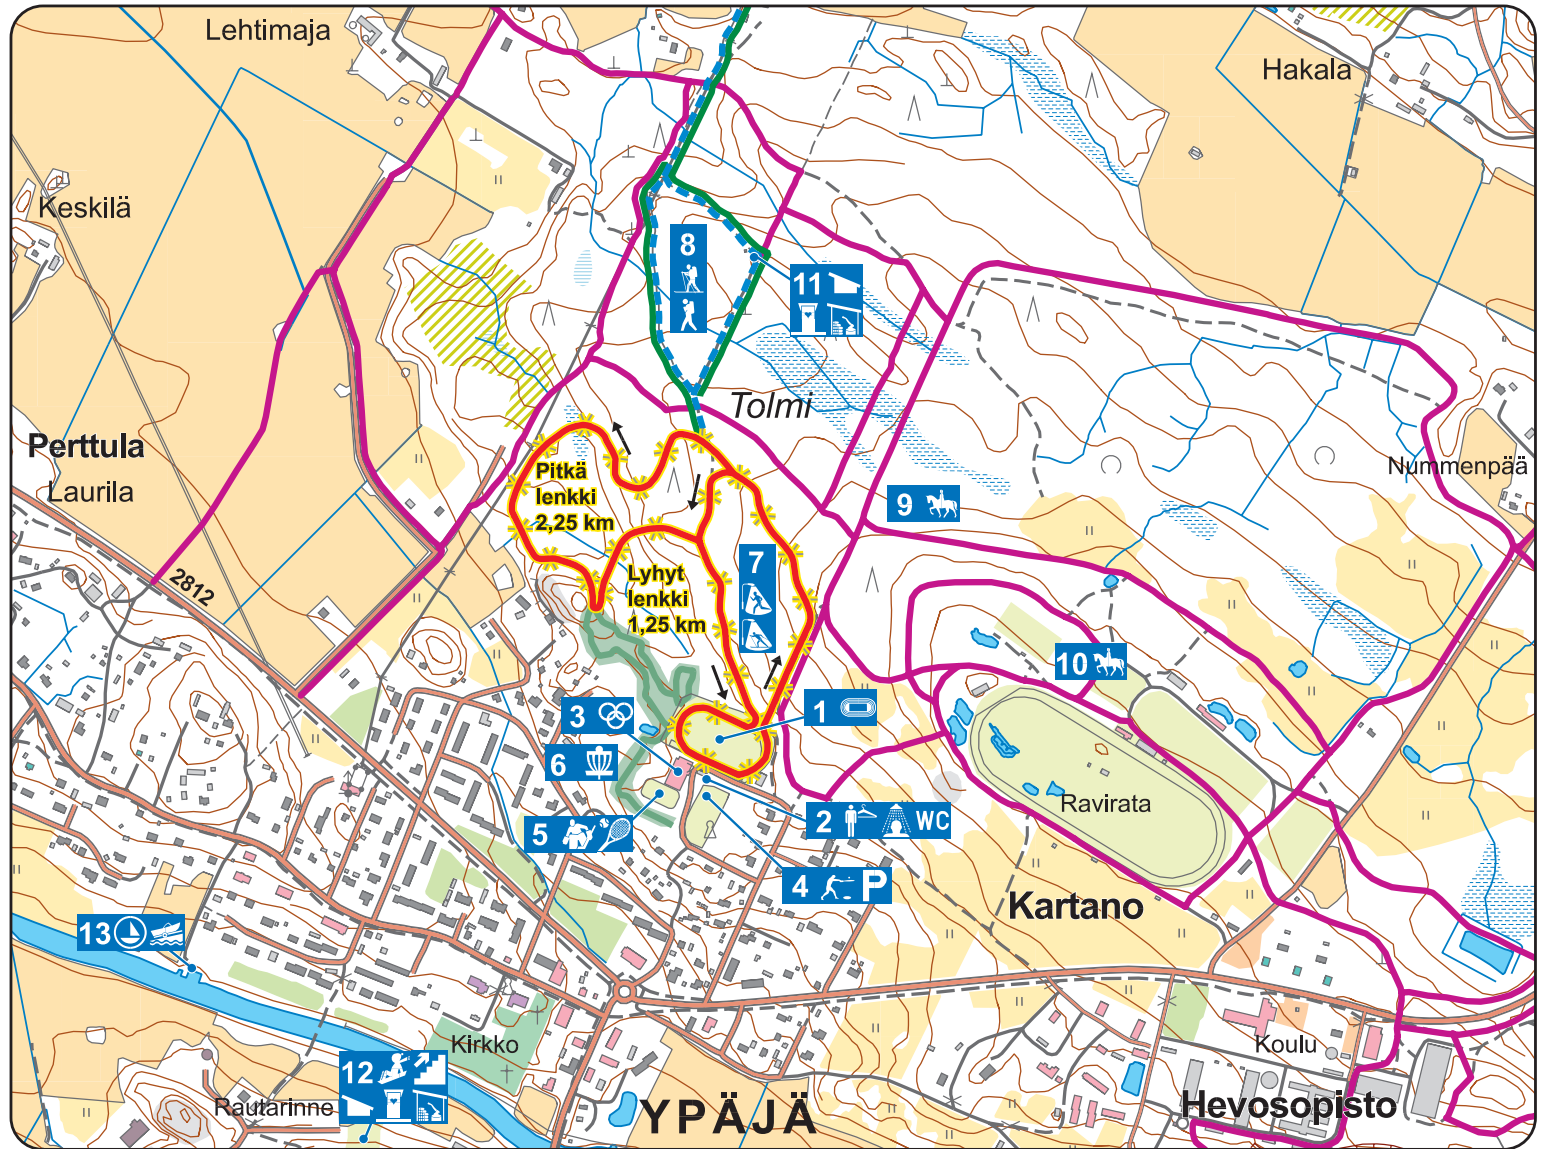 Lehtimaja
Hakala
Keskilä
8
11
Tolmi
Perttula
Laurila
Pitkä
lenkki
2,25 km
Nummenpää
9
2812
7
Lyhyt
lenkki
1,25 km
10
3
1
6
Ravirata
5
2 WC
4 P
Kartano
13
Kirkko
Koulu
12
Rautarinne
YPÄJÄ
Hevosopisto